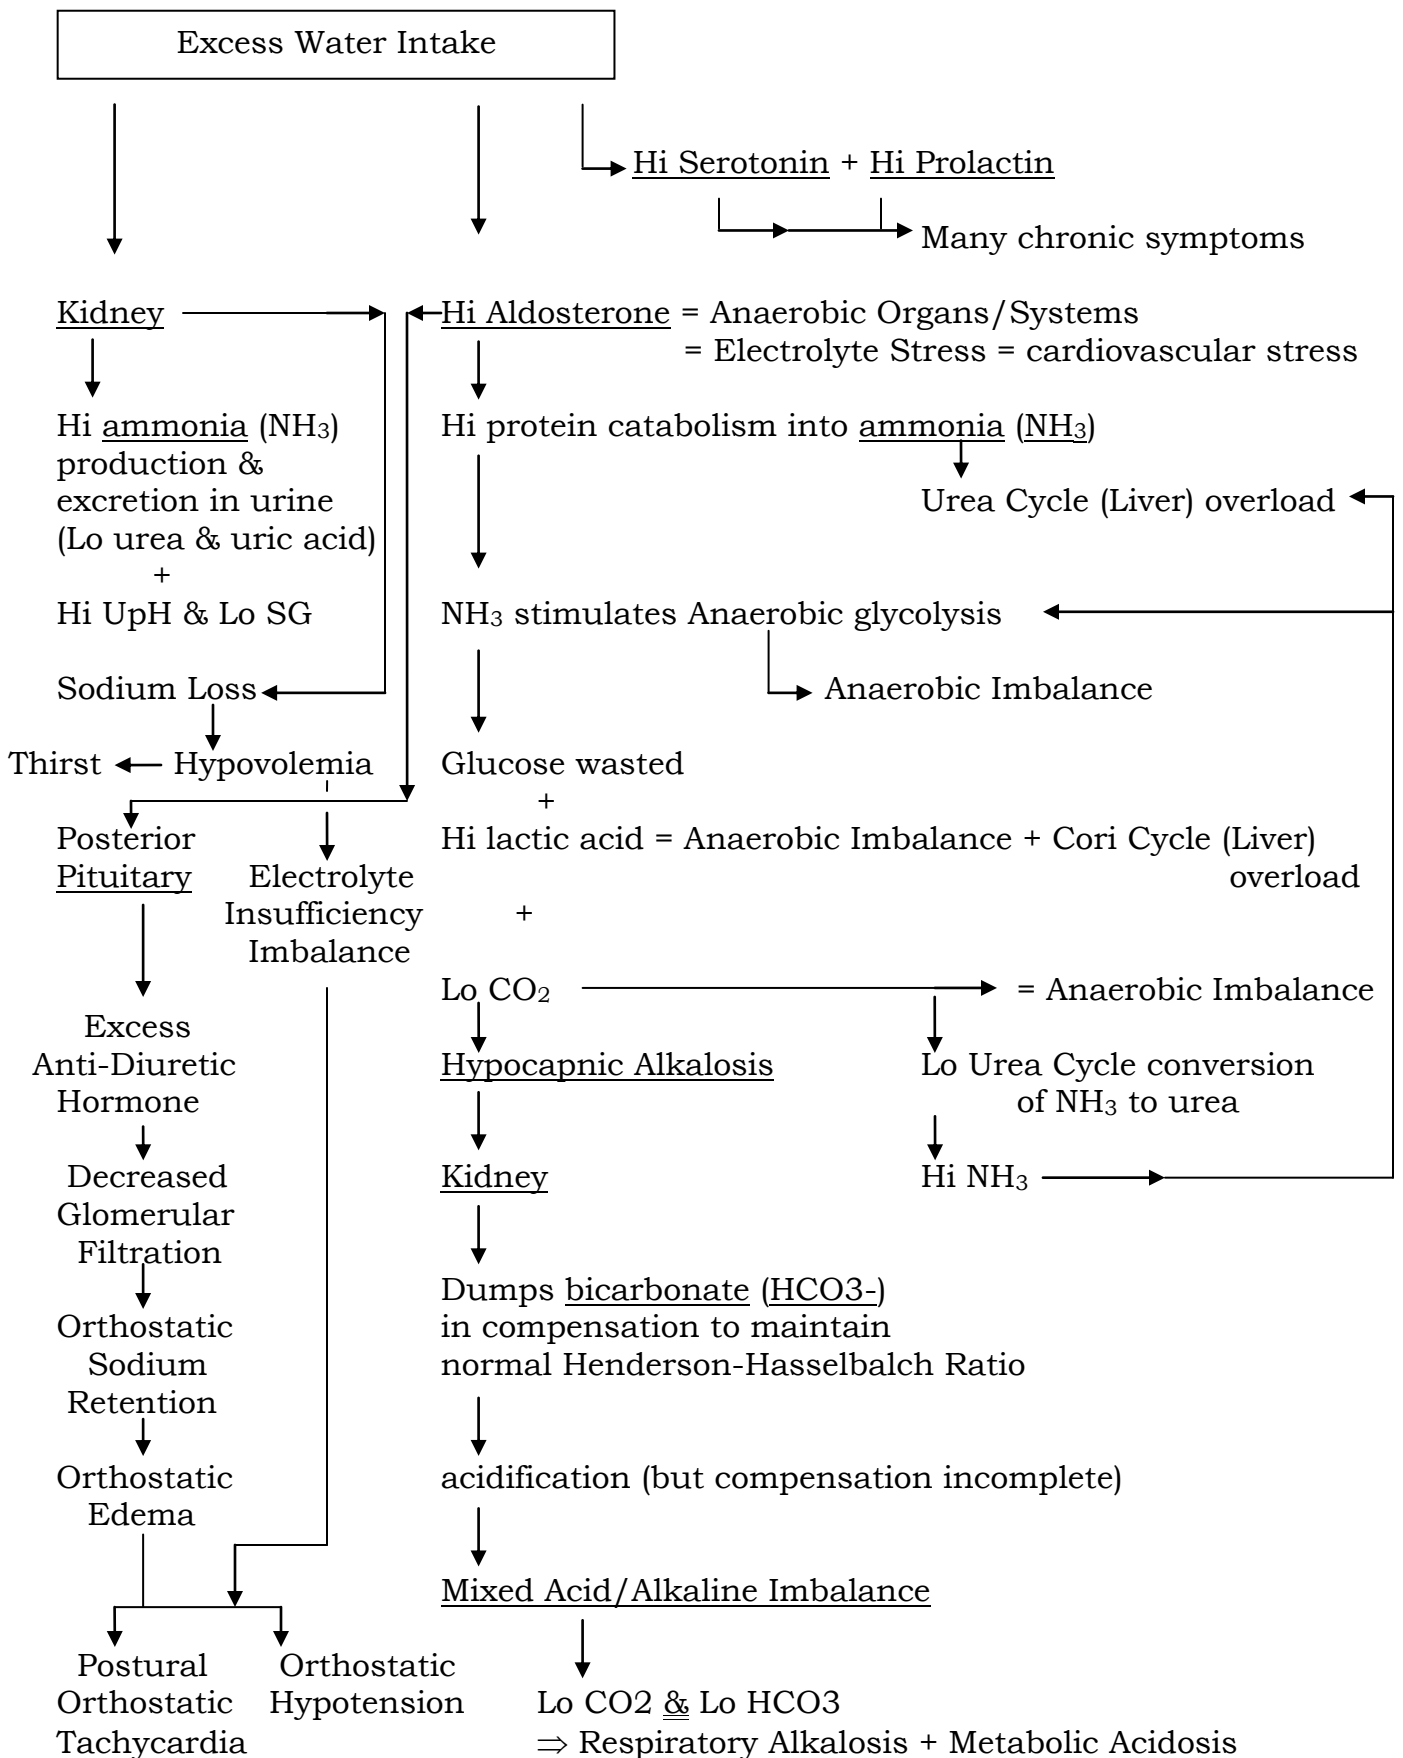 Excess Water Intake
Hi Serotonin + Hi Prolactin
Many chronic symptoms
Kidney
Hi Aldosterone = Anaerobic Organs/Systems
= Electrolyte Stress = cardiovascular stress
Hi ammonia (NH₃)
production &
excretion in urine
(Lo urea & uric acid)
+
Hi UpH & Lo SG
Hi protein catabolism into ammonia (NH₃)
Urea Cycle (Liver) overload
NH₃ stimulates Anaerobic glycolysis
Anaerobic Imbalance
Sodium Loss
Thirst
Hypovolemia
Glucose wasted
+
Hi lactic acid = Anaerobic Imbalance + Cori Cycle (Liver)
overload
+
Posterior
Pituitary
Electrolyte
Insufficiency
Imbalance
Lo CO₂
= Anaerobic Imbalance
Excess
Anti-Diuretic
Hormone
Hypocapnic Alkalosis
Lo Urea Cycle conversion
of NH₃ to urea
Decreased
Glomerular
Filtration
Kidney
Hi NH₃
Orthostatic
Sodium
Retention
Dumps bicarbonate (HCO3-)
in compensation to maintain
normal Henderson-Hasselbalch Ratio
Orthostatic
Edema
acidification (but compensation incomplete)
Mixed Acid/Alkaline Imbalance
Postural
Orthostatic
Tachycardia
Orthostatic
Hypotension
Lo CO2 & Lo HCO3
⇒ Respiratory Alkalosis + Metabolic Acidosis